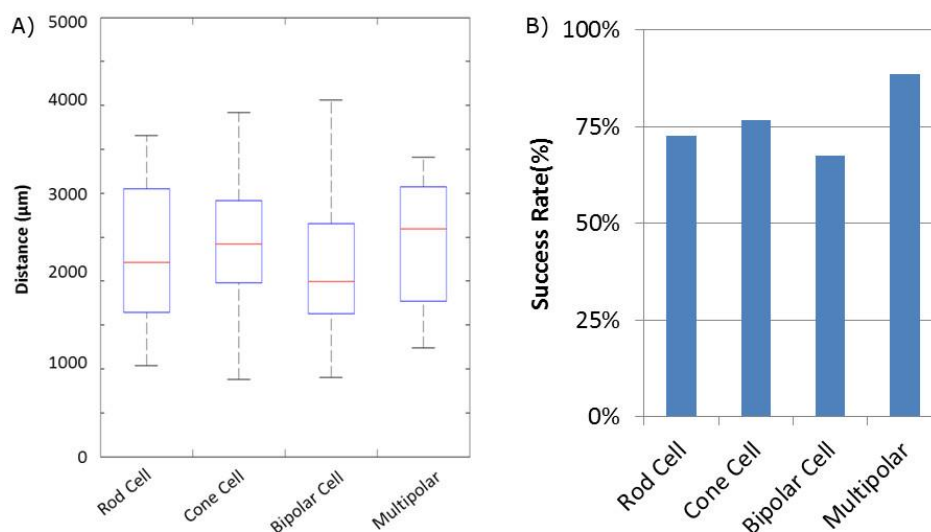 A)
5000
4000
3000
2000
1000
0
Distance (µm)
Rod Cell
Cone Cell
Bipolar Cell
Multipolar
B)
100%
75%
50%
25%
0%
Success Rate(%)
Rod Cell
Cone Cell
Bipolar Cell
Multipolar